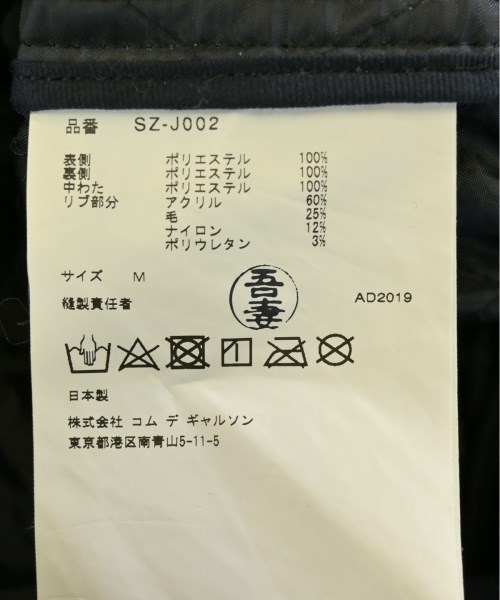 品番 SZ-J002
表側 ポリエステル 100%
裏側 ポリエステル 100%
中わた ポリエステル 100%
リブ部分 アクリル 60%
毛 25%
ナイロン 12%
ポリウレタン 3%
サイズ M
縫製責任者 吾妻 AD2019
日本製
株式会社 コム デ ギャルソン
東京都港区南青山5-11-5